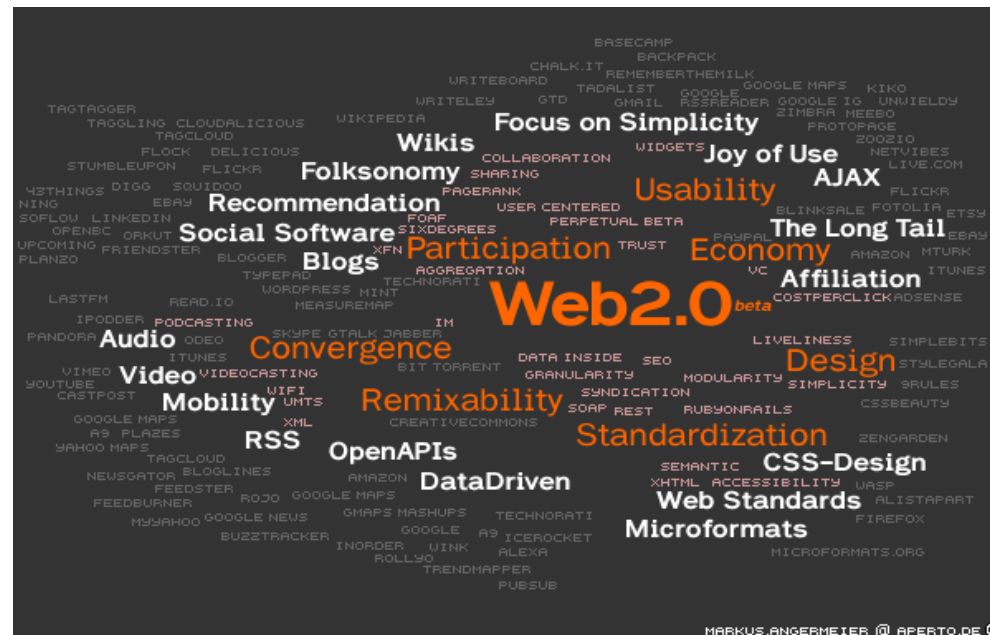 BASECAMP
BACKPACK
CHALK.IT REMEMBERTHEMILK
WRITEBOARD TADALIST GOOGLE GOOGLE MAPS KIKO
WRITELEY GTD GMAIL RSSREADER GOOGLE IG UNWIELDY
TAGTAGGER ZIMBRA MEEBO
TAGGLING CLOUDALICIOUS WIKIPEDIA Focus on Simplicity PROTOPAGE
TAGCLOUD Wikis WIDGETS ZOOZIO
FLOCK DELICIOUS COLLABORATION Joy of Use NETVIBES
STUMBLEUPON FLICKR Folksonomy SHARING AJAX LIVE.COM
43THINGS DIGG SQUIDOO PAGERANK Usability FLICKR
NING EBAY Recommendation USER CENTERED BLINKSALE FOTOLIA ETSY
SOFLOW LINKEDIN FOAF PERPETUAL BETA
OPENBC ORKUT Social Software SIXDEGREES PAYPAL The Long Tail EBAY
UPCOMING FRIENDSTER XFN Participation TRUST Economy AMAZON MTURK
PLANZO BLOGGER Blogs AGGREGATION VC ITUNES
TYPEPAD TECHNORATI Affiliation
WORDPRESS MINT
LASTFM READ.IO MEASUREMAP Web2.0 beta COSTPERCLICK ADSENSE
IPODDER PODCASTING IM
PANDORA Audio ODEO SKYPE GTALK JABBER LIVELINESS SIMPLEBITS
ITUNES Convergence DATA INSIDE SEO Design STYLEGALA
VIMEO Video VIDEOCASTING BIT TORRENT GRANULARITY MODULARITY
YOUTUBE WIFI SYNDICATION SIMPLICITY 9RULES
CASTPOST Mobility UMTS Remixability SOAP REST RUBYONRAILS CSSBEAUTY
GOOGLE MAPS XML CREATIVECOMMONS
A9 PLAZES RSS Standardization ZENGARDEN
YAHOO MAPS OpenAPIs
TAGCLOUD SEMANTIC CSS-Design
NEWSGATOR BLOGLINES AMAZON DataDriven XHTML ACCESSIBILITY WASP
FEEDSTER
FEEDBURNER ROJO GOOGLE MAPS Web Standards ALISTAPART
MYYAHOO GOOGLE NEWS GMAPS MASHUPS TECHNORATI FIREFOX
BUZZTRACKER GOOGLE A9 ICEROCKET Microformats
INORDER WINK ALEXA MICROFORMATS.ORG
ROLLYO
TRENDMAPPER
PUBSUB
MARKUS.ANGERMEIER @ APERTO.DE